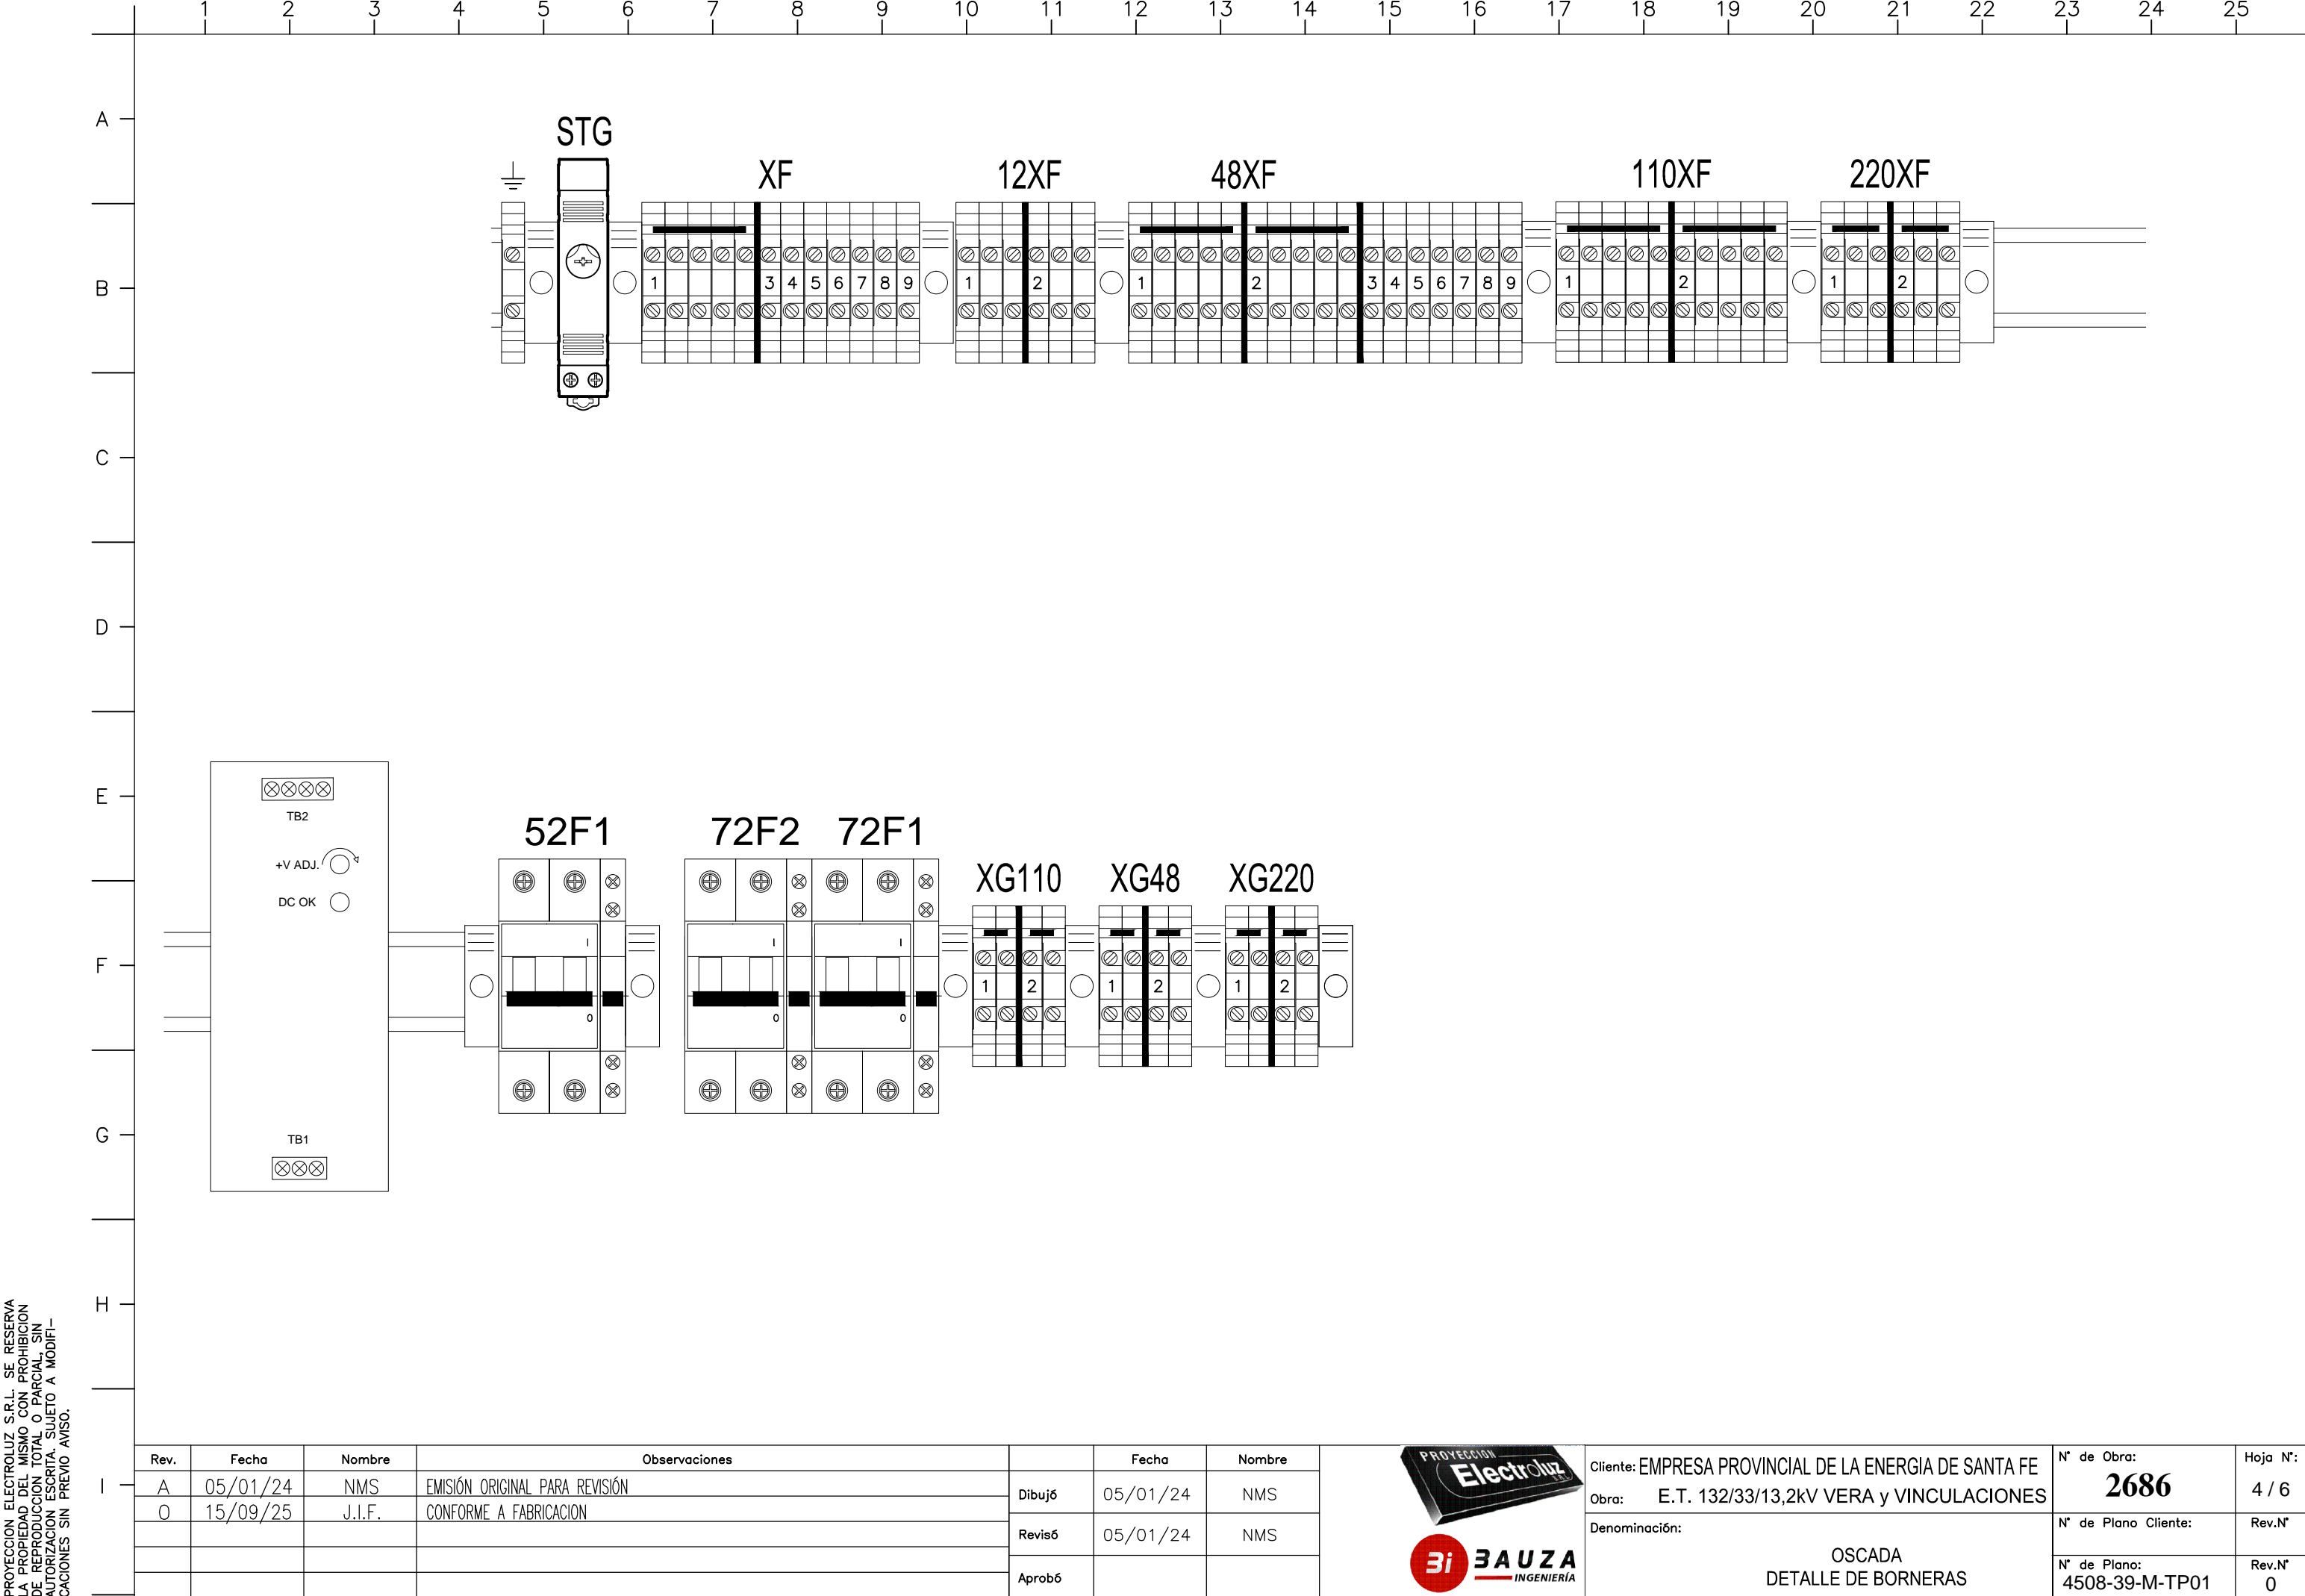 1 2 3 4 5 6 7 8 9 10 11 12 13 14 15 16 17 18 19 20 21 22 23 24 25
A
B
C
D
E
F
G
H
I
STG
XF
12XF
48XF
110XF
220XF
1 3 4 5 6 7 8 9
1 2
1 2 3 4 5 6 7 8 9
1 2
1 2
TB2
+V ADJ.
DC OK
TB1
52F1
72F2
72F1
XG110
XG48
XG220
I
O
I
O
I
O
1 2
1 2
1 2
PROYECCION ELECTROLUZ S.R.L. SE RESERVA
LA PROPIEDAD DEL MISMO CON PROHIBICION
DE REPRODUCCION TOTAL O PARCIAL, SIN
AUTORIZACION ESCRITA. SUJETO A MODIFI-
CACIONES SIN PREVIO AVISO.
Rev. Fecha Nombre Observaciones
A 05/01/24 NMS EMISIÓN ORIGINAL PARA REVISIÓN
0 15/09/25 J.I.F. CONFORME A FABRICACION
Fecha Nombre
Dibujó 05/01/24 NMS
Revisó 05/01/24 NMS
Aprobó
PROYECCION
Electroluz
SRL
Bi BAUZA
INGENIERÍA
Cliente: EMPRESA PROVINCIAL DE LA ENERGIA DE SANTA FE
Obra: E.T. 132/33/13,2kV VERA y VINCULACIONES
Denominación:
OSCADA
DETALLE DE BORNERAS
N° de Obra:
2686
Hoja N°:
4 / 6
N° de Plano Cliente:
Rev.N°
N° de Plano:
4508-39-M-TP01
Rev.N°
0